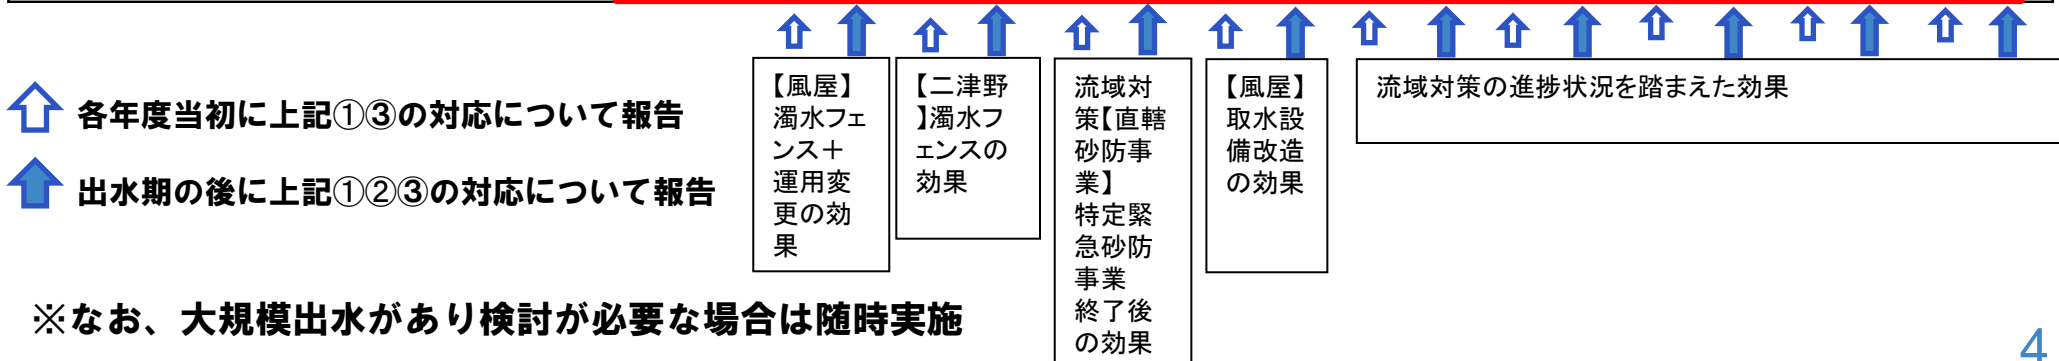 各年度当初に上記①③の対応について報告
出水期の後に上記①②③の対応について報告
【風屋】
濁水フェ
ンス＋
運用変
更の効
果
【二津野
】濁水フ
ェンスの
効果
流域対
策【直轄
砂防事
業】
特定緊
急砂防
事業
終了後
の効果
【風屋】
取水設
備改造
の効果
流域対策の進捗状況を踏まえた効果
※なお、大規模出水があり検討が必要な場合は随時実施
4